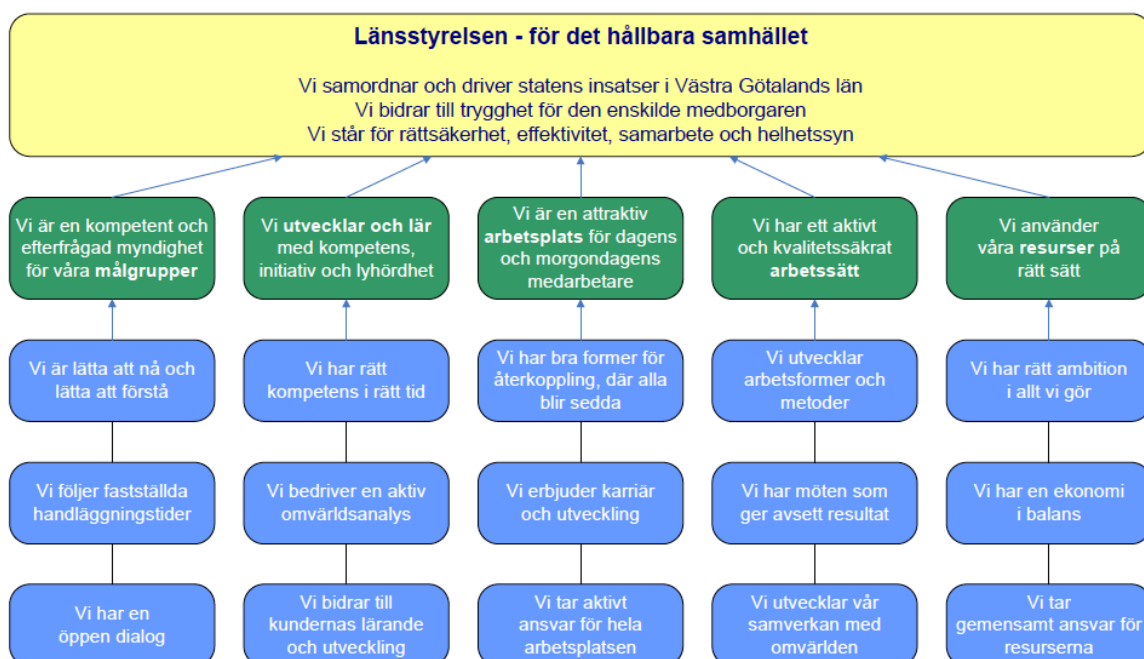 Länsstyrelsen - för det hållbara samhället
Vi samordnar och driver statens insatser i Västra Götalands län
Vi bidrar till trygghet för den enskilde medborgaren
Vi står för rättsäkerhet, effektivitet, samarbete och helhetssyn
Vi är en kompetent och
efterfrågad myndighet
för våra målgrupper
Vi utvecklar och lär
med kompetens,
initiativ och lyhördhet
Vi är en attraktiv
arbetsplats för dagens
och morgondagens
medarbetare
Vi har ett aktivt
och kvalitetssäkrat
arbetssätt
Vi använder
våra resurser på
rätt sätt
Vi är lätta att nå och
lätta att förstå
Vi har rätt
kompetens i rätt tid
Vi har bra former för
återkoppling, där alla
blir sedda
Vi utvecklar
arbetsformer och
metoder
Vi har rätt ambition
i allt vi gör
Vi följer fastställda
handläggningstider
Vi bedriver en aktiv
omvärldsanalys
Vi erbjuder karriär
och utveckling
Vi har möten som
ger avsett resultat
Vi har en ekonomi
i balans
Vi har en
öppen dialog
Vi bidrar till
kundernas lärande
och utveckling
Vi tar aktivt
ansvar för hela
arbetsplatsen
Vi utvecklar vår
samverkan med
omvärlden
Vi tar
gemensamt ansvar för
resurserna